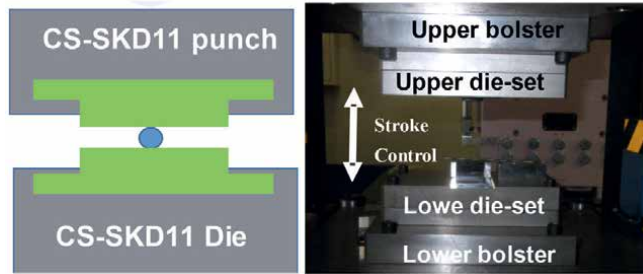 CS-SKD11 punch
CS-SKD11 Die
Upper bolster
Upper die-set
Stroke
Control
Lowe die-set
Lower bolster